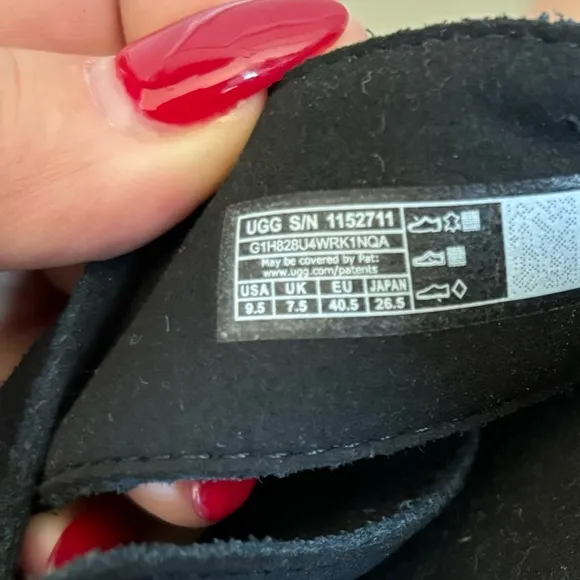 UGG S/N 1152711
G1H828U4WRK1NQA
May be covered by Pat:
www.ugg.com/patents
USA UK EU JAPAN
9.5 7.5 40.5 26.5